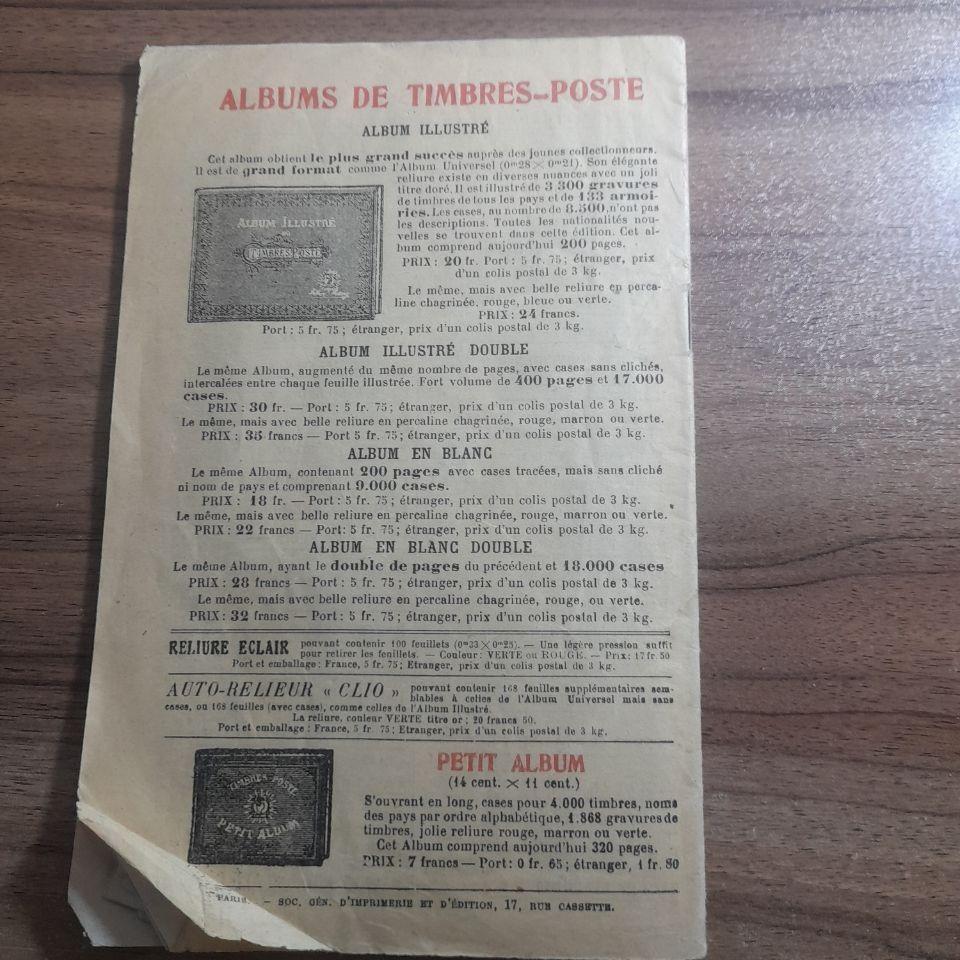 ALBUMS DE TIMBRES-POSTE
ALBUM ILLUSTRÉ
Cet album obtient le plus grand succès auprès des jeunes collectionneurs.
Il est de grand format comme l'Album Universel (0m28 × 0m21). Son élégante
reliure existe en diverses nuances avec un joli
titre doré. Il est illustré de 3 300 gravures
de timbres de tous les pays et de 133 armoi-
ries. Les cases, au nombre de 8.500, n'ont pas
les descriptions. Toutes les nationalités nou-
velles se trouvent dans cette édition. Cet al-
bum comprend aujourd'hui 200 pages.
ALBUM ILLUSTRÉ
TIMBRES POSTE
PRIX : 20 fr. Port : 5 fr. 75 ; étranger, prix
d'un colis postal de 3 kg.
Le même, mais avec belle reliure en perca-
line chagrinée, rouge, bleue ou verte.
PRIX : 24 francs.
Port : 5 fr. 75 ; étranger, prix d'un colis postal de 3 kg.
ALBUM ILLUSTRÉ DOUBLE
Le même Album, augmenté du même nombre de pages, avec cases sans clichés,
intercalées entre chaque feuille illustrée. Fort volume de 400 pages et 17.000
cases.
PRIX : 30 fr. — Port : 5 fr. 75 ; étranger, prix d'un colis postal de 3 kg.
Le même, mais avec belle reliure en percaline chagrinée, rouge, marron ou verte.
PRIX : 35 francs — Port 5 fr. 75 ; étranger, prix d'un colis postal de 3 kg.
ALBUM EN BLANC
Le même Album, contenant 200 pages avec cases tracées, mais sans cliché
ni nom de pays et comprenant 9.000 cases.
PRIX : 18 fr. — Port : 5 fr. 75 ; étranger, prix d'un colis postal de 3 kg.
Le même, mais avec belle reliure en percaline chagrinée, rouge, marron ou verte.
PRIX : 22 francs — Port : 5 fr. 75 ; étranger, prix d'un colis postal de 3 kg.
ALBUM EN BLANC DOUBLE
Le même Album, ayant le double de pages du précédent et 18.000 cases
PRIX : 28 francs — Port : 5 fr. 75 ; étranger, prix d'un colis postal de 3 kg.
Le même, mais avec belle reliure en percaline chagrinée, rouge, ou verte.
PRIX : 32 francs — Port : 5 fr. 75 ; étranger, prix d'un colis postal de 3 kg.
RELIURE ECLAIR pouvant contenir 100 feuillets (0m33 × 0m25). — Une légère pression suffit
pour retirer les feuillets. — Couleur : VERTE ou ROUGE. — Prix : 17 fr. 50
Port et emballage : France, 5 fr. 75 ; Etranger, prix d'un colis postal de 3 kg.
AUTO-RELIEUR « CLIO » pouvant contenir 168 feuilles supplémentaires sem-
blables à celles de l'Album Universel mais sans
cases, ou 168 feuilles (avec cases), comme celles de l'Album Illustré.
La reliure, couleur VERTE titre or ; 20 francs 50.
Port et emballage : France, 5 fr. 75 ; Etranger, prix d'un colis postal de 3 kg.
TIMBRES-POSTE
PETIT ALBUM
PETIT ALBUM
(14 cent. × 11 cent.)
S'ouvrant en long, cases pour 4.000 timbres, noms
des pays par ordre alphabétique, 1.868 gravures de
timbres, jolie reliure rouge, marron ou verte.
Cet Album comprend aujourd'hui 320 pages.
PRIX : 7 francs — Port : 0 fr. 65 ; étranger, 1 fr. 80
PARIS. — SOC. GÉN. D'IMPRIMERIE ET D'ÉDITION, 17, RUE CASSETTE.